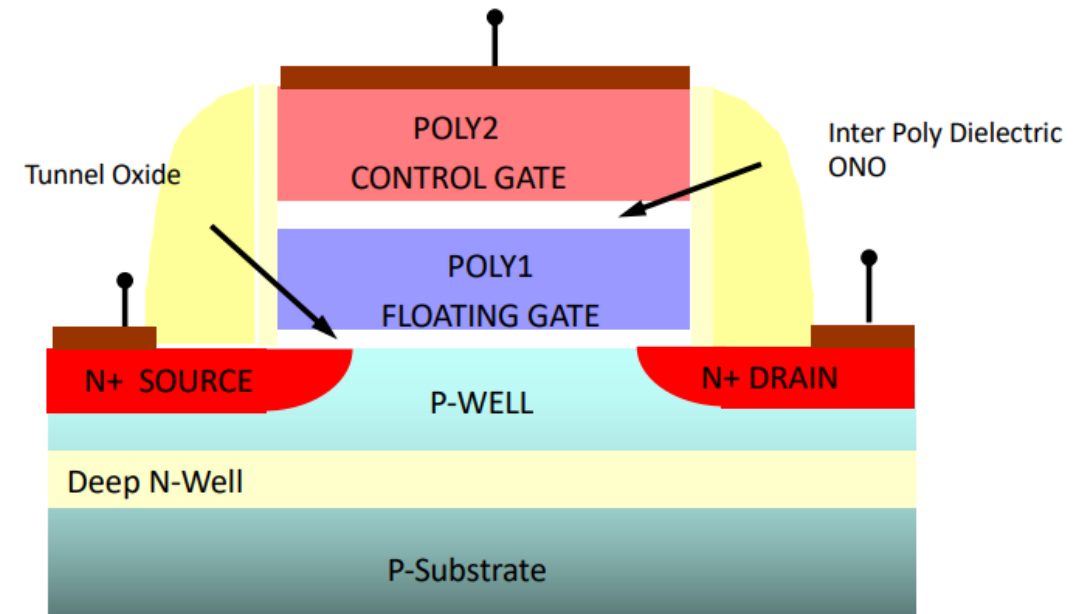 POLY2
CONTROL GATE
Inter Poly Dielectric
ONO
Tunnel Oxide
POLY1
FLOATING GATE
N+ SOURCE
N+ DRAIN
P-WELL
Deep N-Well
P-Substrate